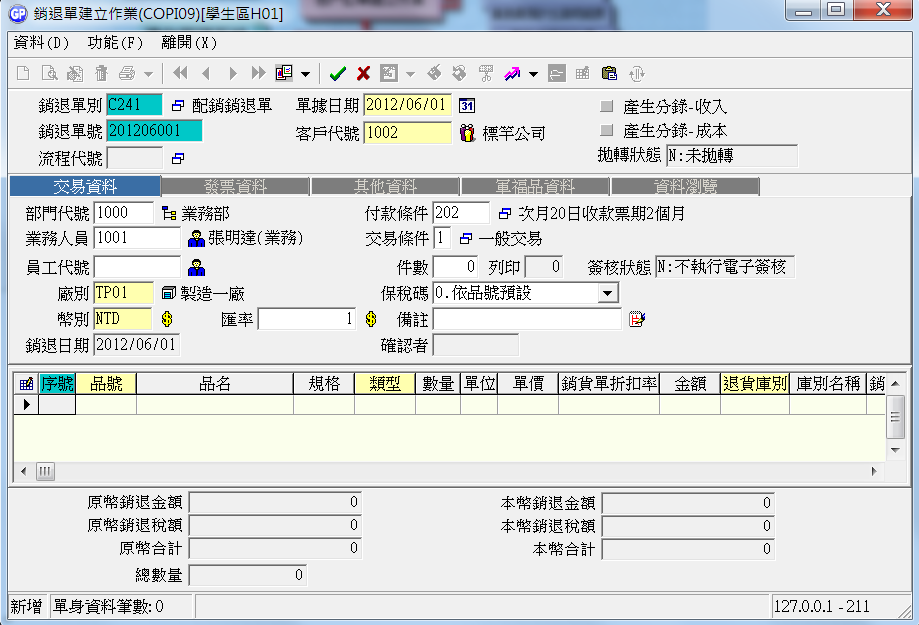 GP 銷退單建立作業(COPI09)[學生區H01]
資料(D) 功能(F) 離開(X)
銷退單別 C241 配銷銷退單 單據日期 2012/06/01 31 產生分錄-收入
銷退單號 201206001 客戶代號 1002 標竿公司 產生分錄-成本
流程代號 拋轉狀態 N:未拋轉
交易資料 發票資料 其他資料 軍福品資料 資料瀏覽
部門代號 1000 業務部 付款條件 202 次月20日收款票期2個月
業務人員 1001 張明達(業務) 交易條件 1 一般交易
員工代號 件數 0 列印 0 簽核狀態 N:不執行電子簽核
廠別 TP01 製造一廠 保稅碼 0.依品號預設
幣別 NTD 匯率 1 備註
銷退日期 2012/06/01 確認者
序號 品號 品名 規格 類型 數量 單位 單價 銷貨單折扣率 金額 退貨庫別 庫別名稱 銷
原幣銷退金額 0 本幣銷退金額 0
原幣銷退稅額 0 本幣銷退稅額 0
原幣合計 0 本幣合計 0
總數量 0
新增 單身資料筆數: 0 127.0.0.1 - 211